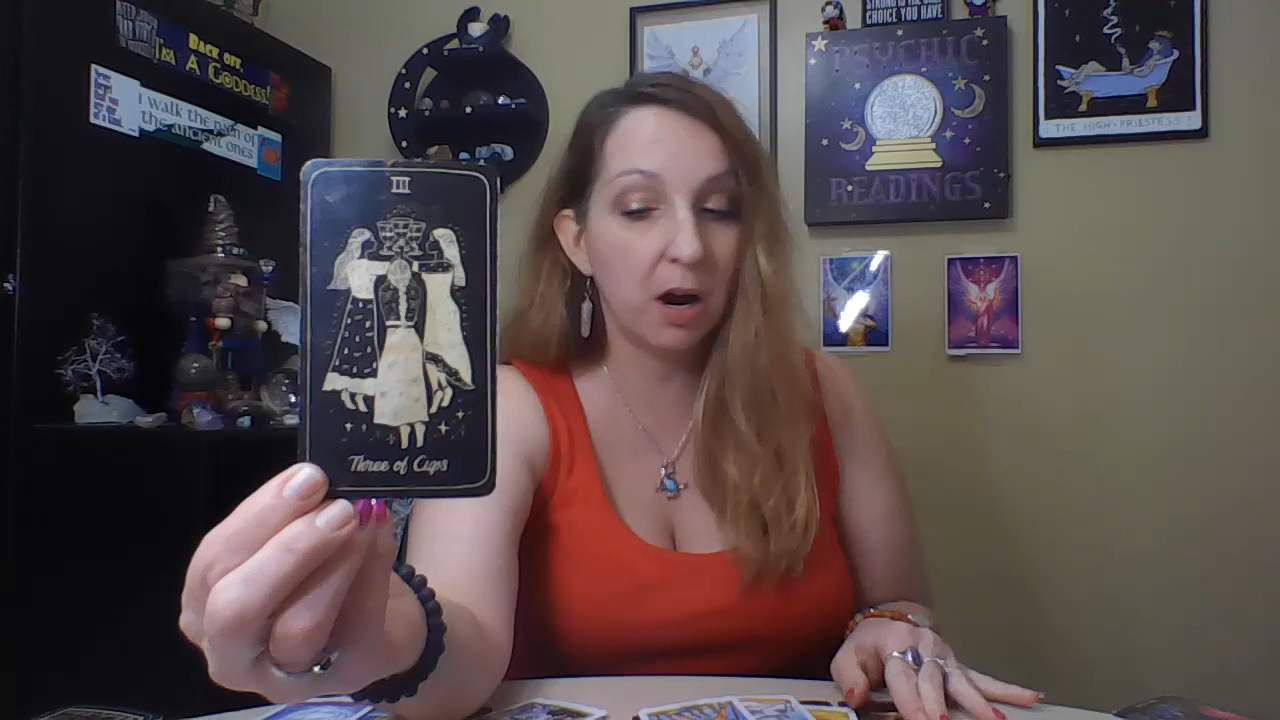 BACK OFF,
I'M A GODDESS!
I walk the path of
the ancient ones
III
Three of Cups
CHOICE YOU HAVE
PSYCHIC
READINGS
THE HIGH PRIESTESS